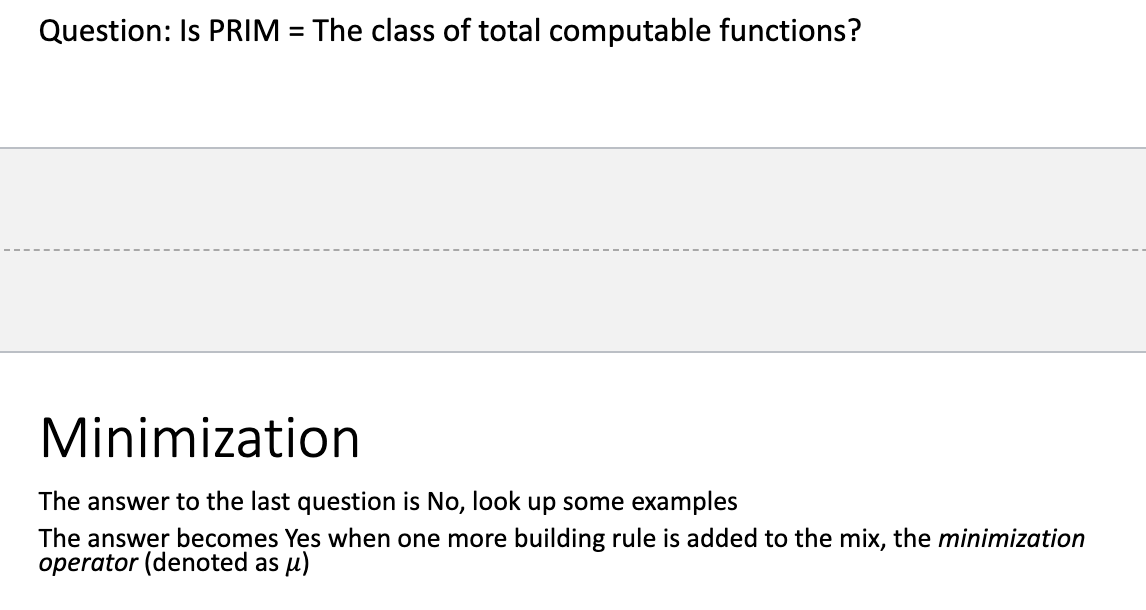 Question: Is PRIM = The class of total computable functions?
Minimization
The answer to the last question is No, look up some examples
The answer becomes Yes when one more building rule is added to the mix, the minimization
operator (denoted as μ)